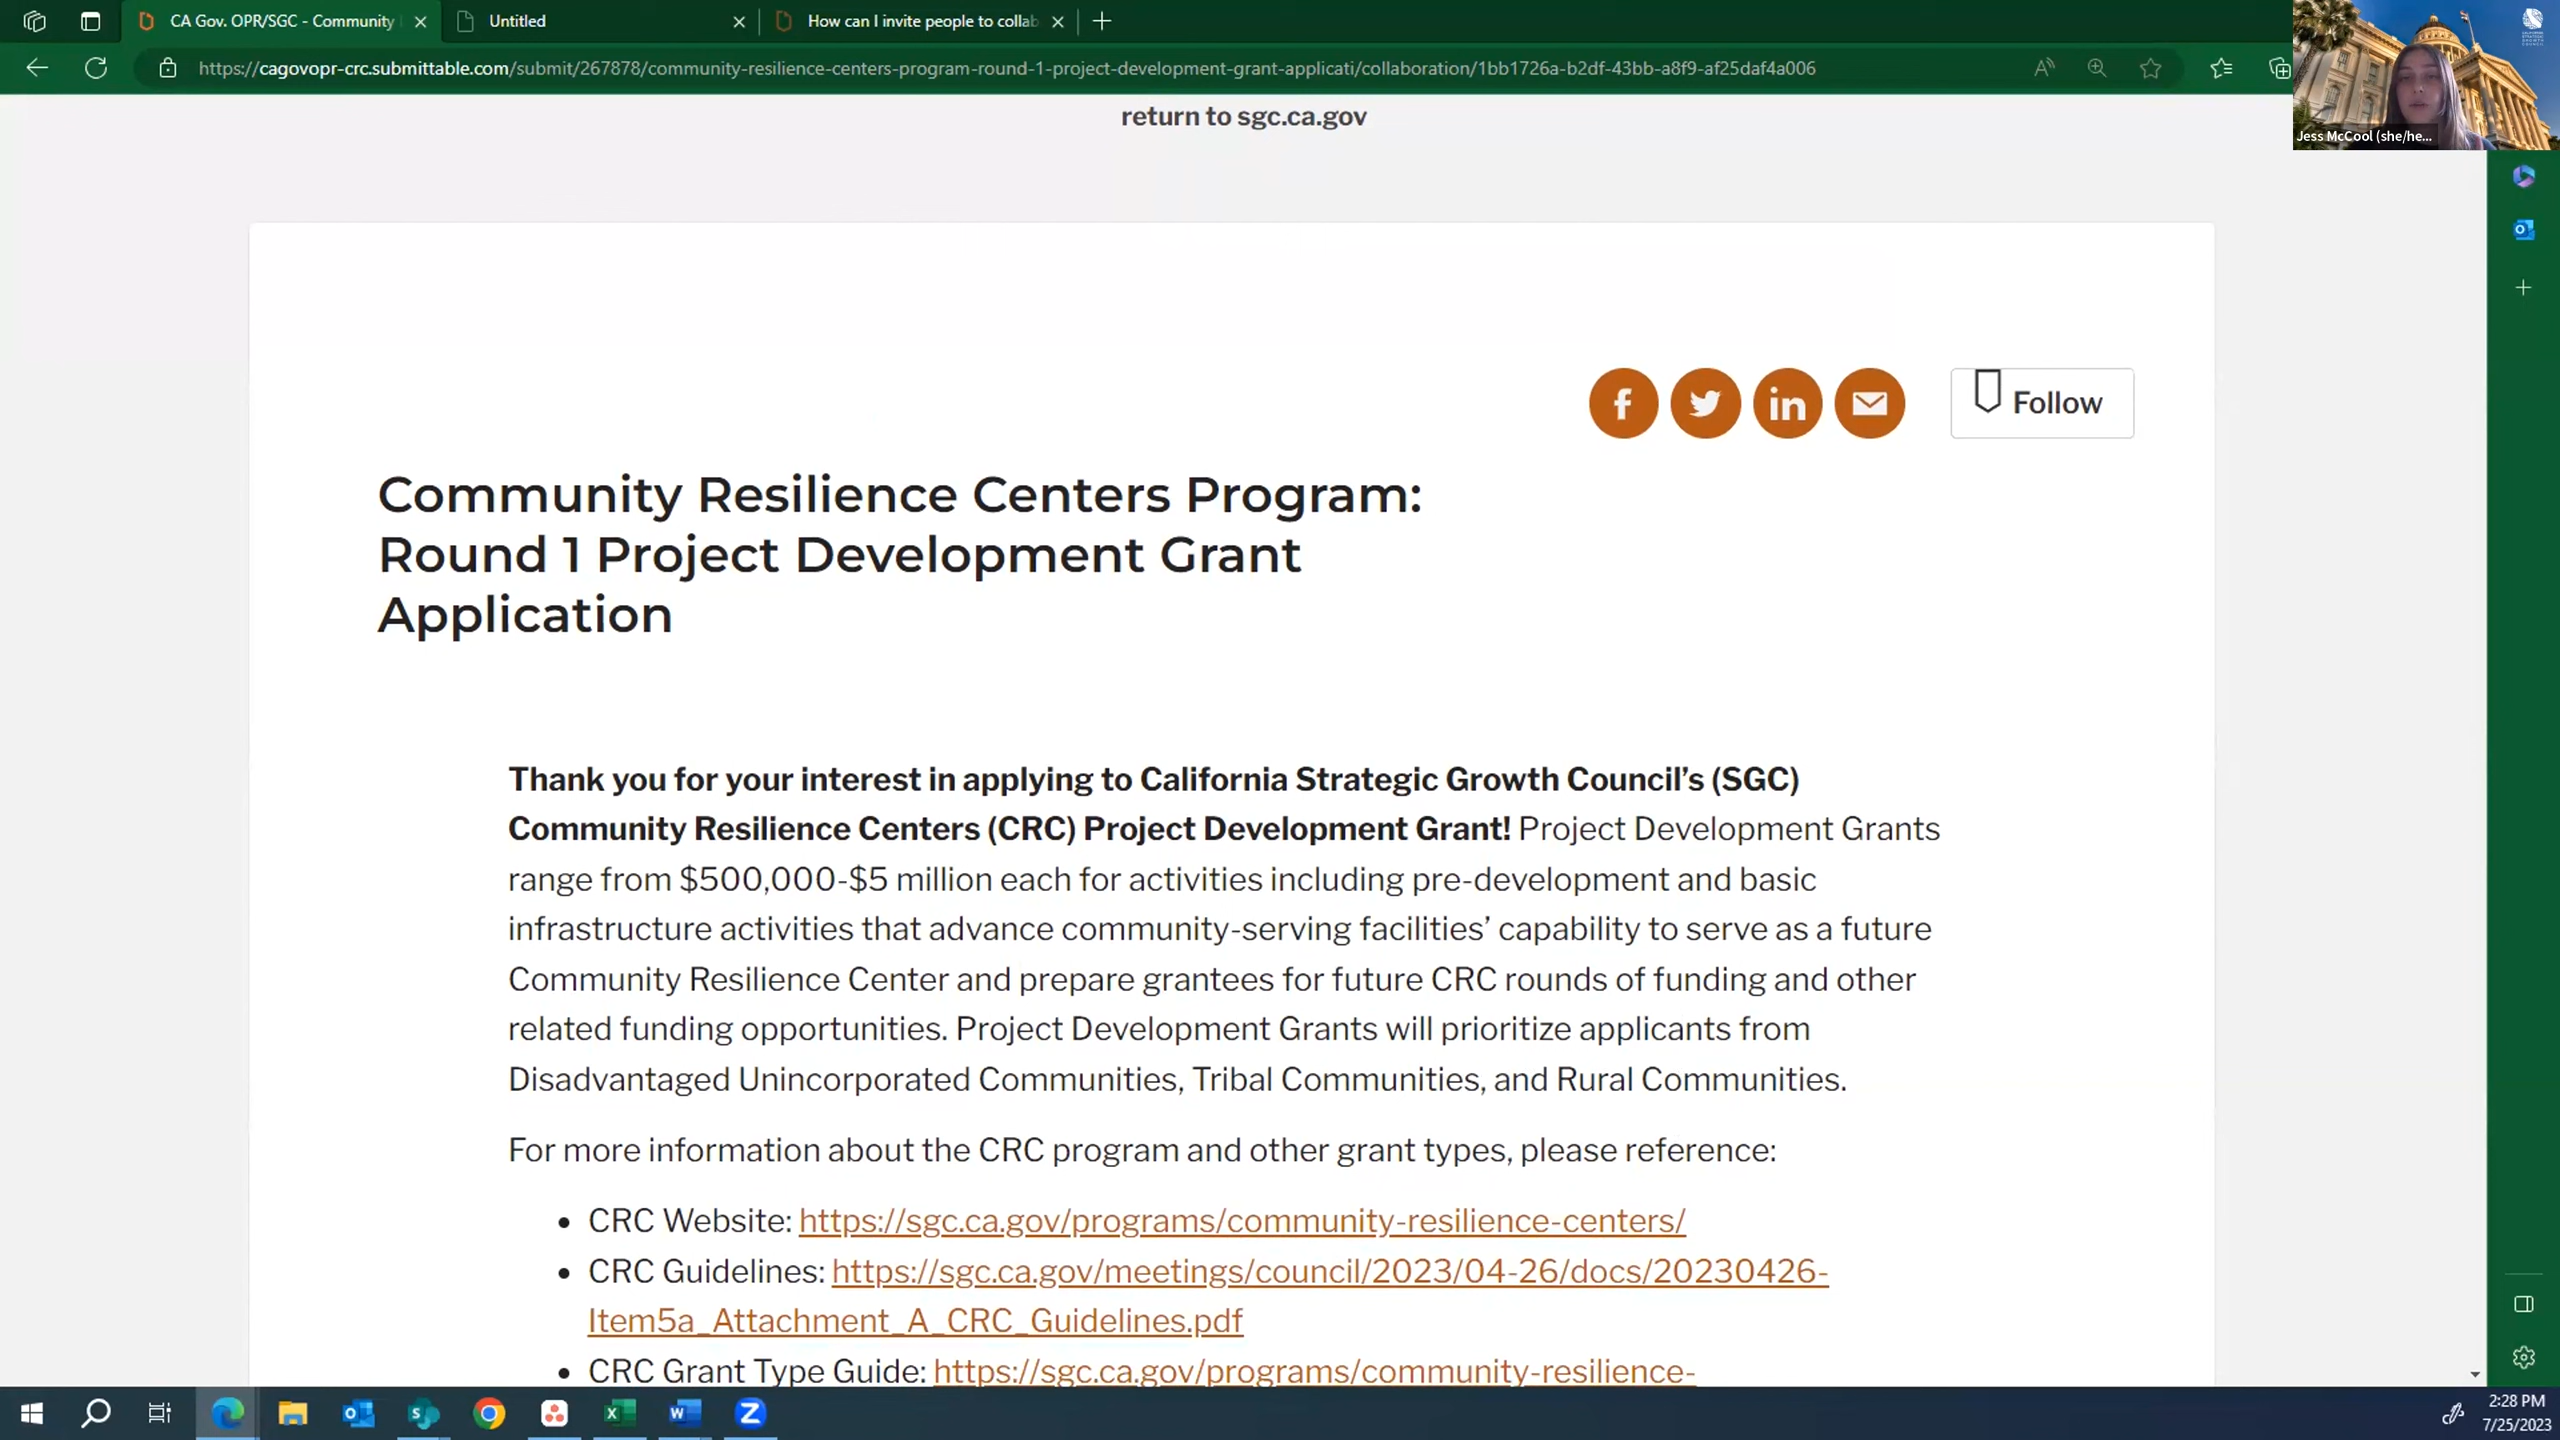 CA Gov. OPR/SGC - Community
Untitled
How can I invite people to collab
https://cagovopr-crc.submittable.com/submit/267878/community-resilience-centers-program-round-1-project-development-grant-applicati/collaboration/1bb1726a-b2df-43bb-a8f9-af25daf4a006
Jess McCool (she/he...
return to sgc.ca.gov
Follow
Community Resilience Centers Program:
Round 1 Project Development Grant
Application
Thank you for your interest in applying to California Strategic Growth Council’s (SGC)
Community Resilience Centers (CRC) Project Development Grant! Project Development Grants
range from $500,000-$5 million each for activities including pre-development and basic
infrastructure activities that advance community-serving facilities’ capability to serve as a future
Community Resilience Center and prepare grantees for future CRC rounds of funding and other
related funding opportunities. Project Development Grants will prioritize applicants from
Disadvantaged Unincorporated Communities, Tribal Communities, and Rural Communities.
For more information about the CRC program and other grant types, please reference:
• CRC Website: https://sgc.ca.gov/programs/community-resilience-centers/
• CRC Guidelines: https://sgc.ca.gov/meetings/council/2023/04-26/docs/20230426-
Item5a_Attachment_A_CRC_Guidelines.pdf
• CRC Grant Type Guide: https://sgc.ca.gov/programs/community-resilience-
2:28 PM
7/25/2023